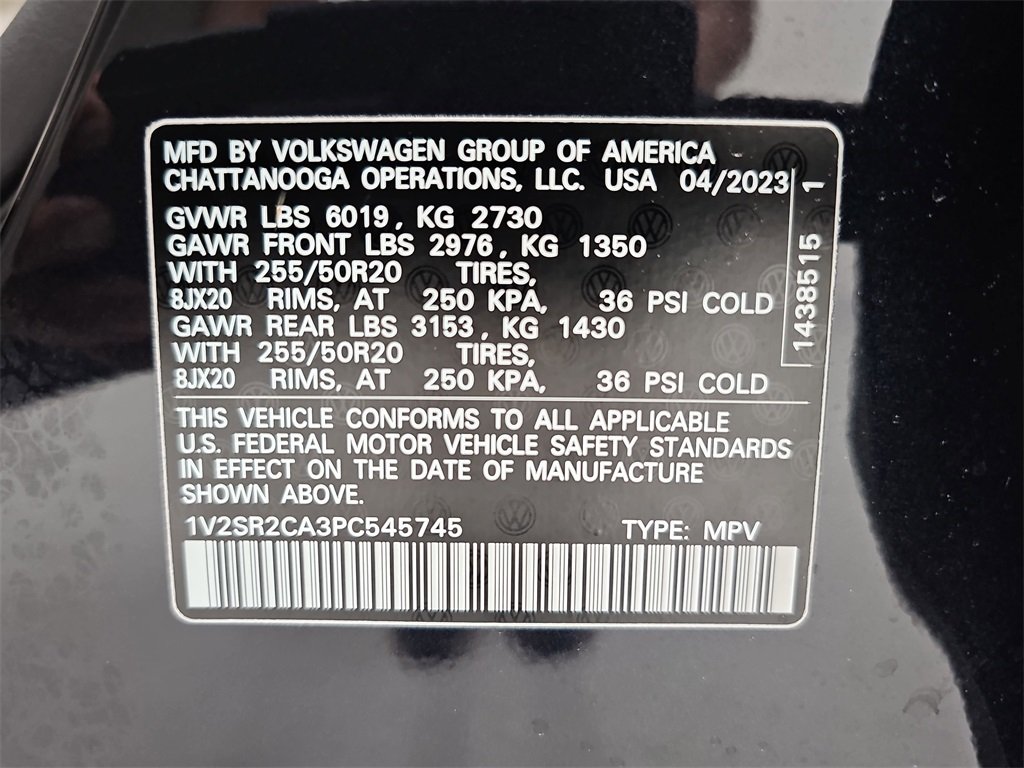 MFD BY VOLKSWAGEN GROUP OF AMERICA
CHATTANOOGA OPERATIONS, LLC. USA 04/2023
GVWR LBS 6019, KG 2730
GAWR FRONT LBS 2976, KG 1350
WITH 255/50R20 TIRES,
8JX20 RIMS, AT 250 KPA, 36 PSI COLD
GAWR REAR LBS 3153, KG 1430
WITH 255/50R20 TIRES,
8JX20 RIMS, AT 250 KPA, 36 PSI COLD
1438515 1
THIS VEHICLE CONFORMS TO ALL APPLICABLE
U.S. FEDERAL MOTOR VEHICLE SAFETY STANDARDS
IN EFFECT ON THE DATE OF MANUFACTURE
SHOWN ABOVE.
1V2SR2CA3PC545745 TYPE: MPV